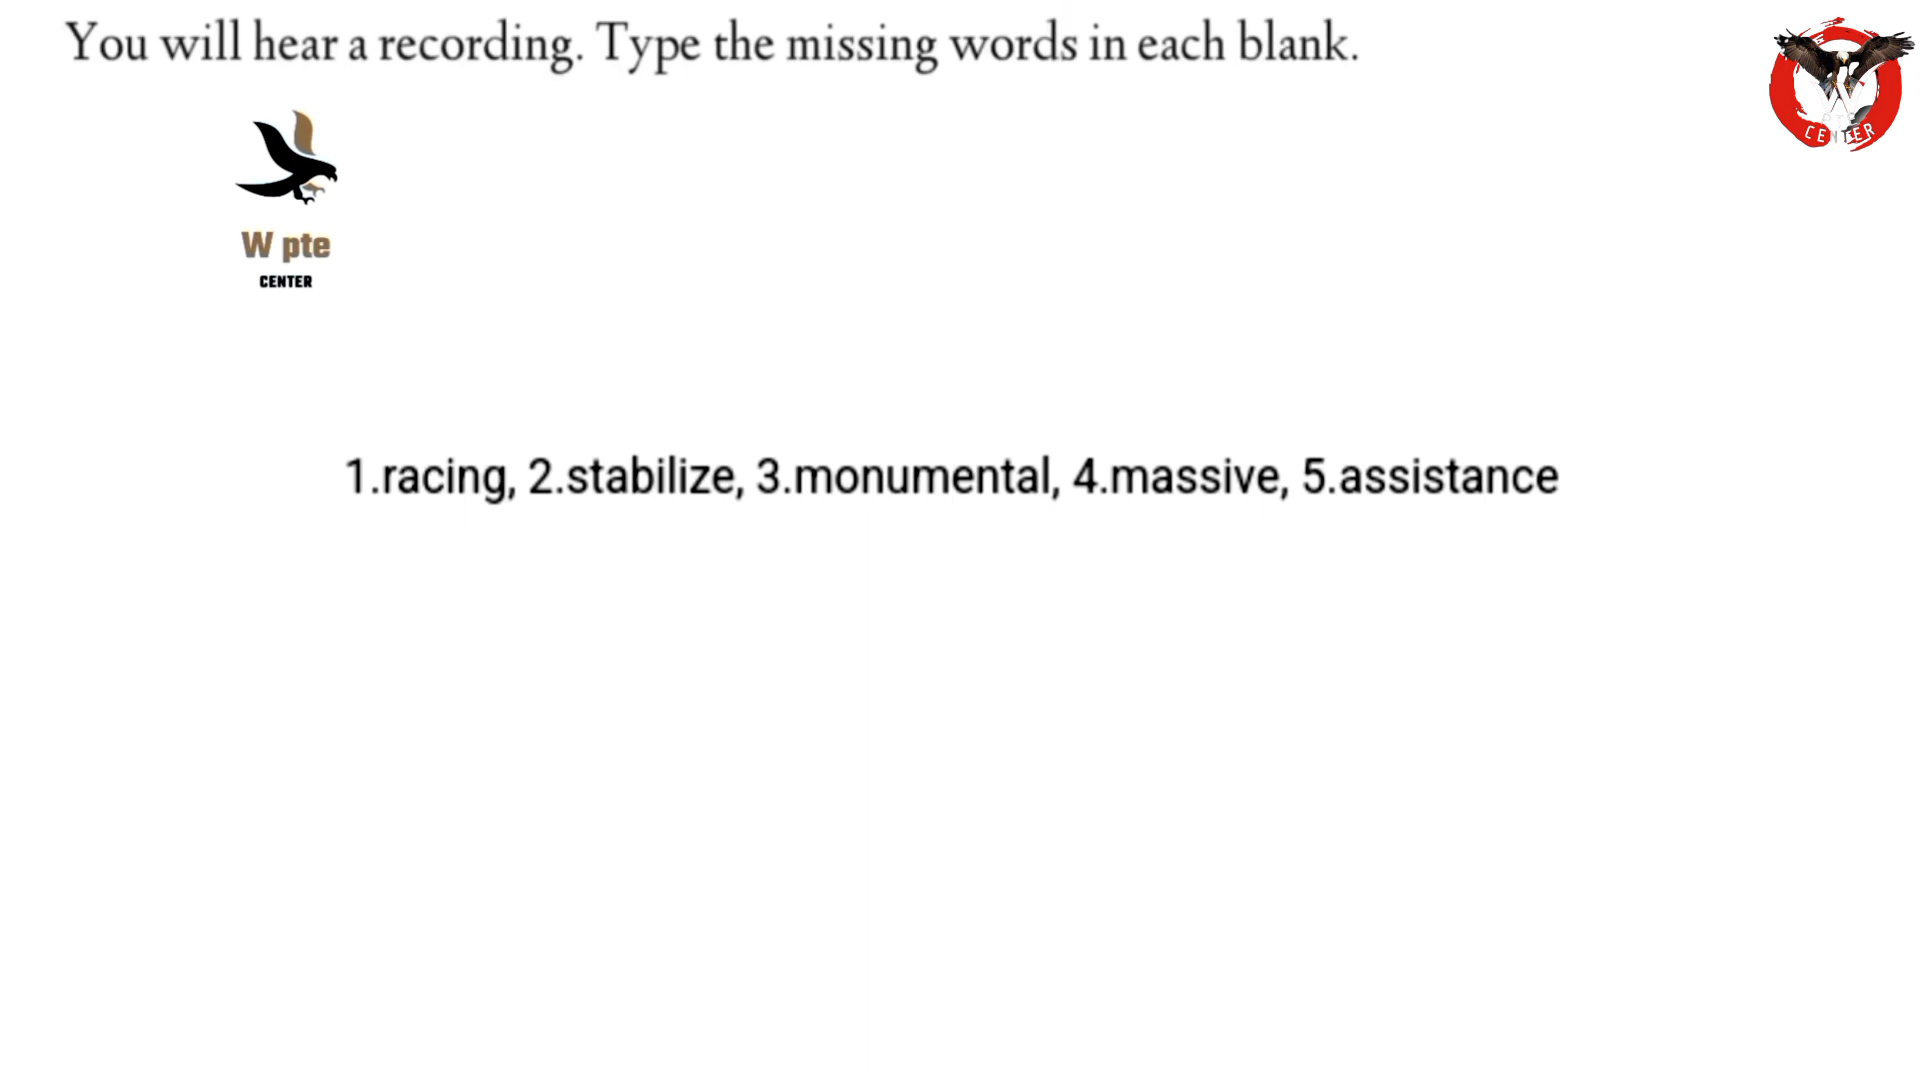 You will hear a recording. Type the missing words in each blank.
W pte
CENTER
CENTER
1.racing, 2.stabilize, 3.monumental, 4.massive, 5.assistance